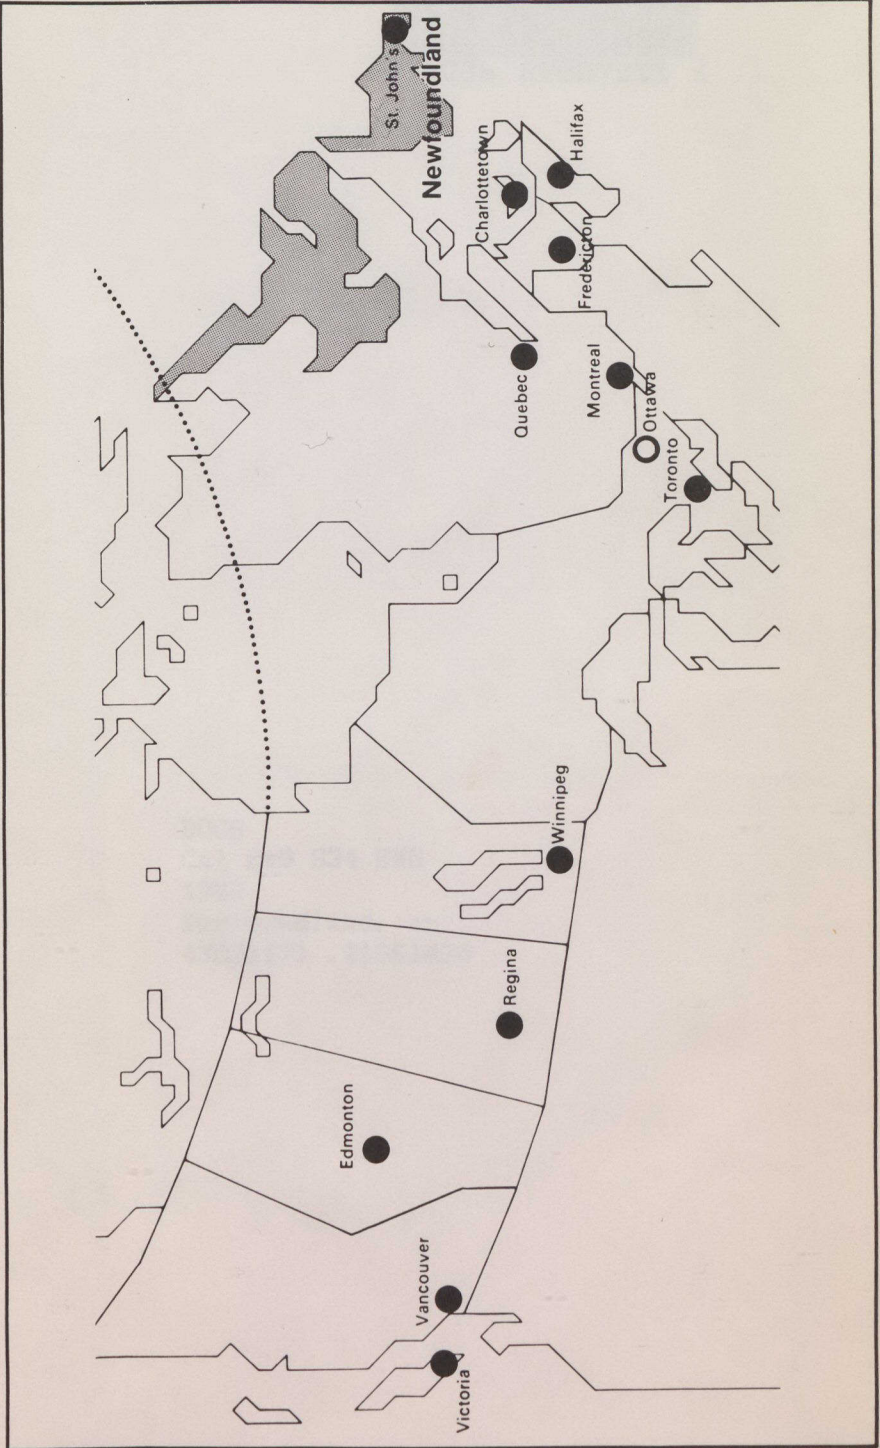 St. John's
Newfoundland
Charlottetown
Halifax
Fredericton
Quebec
Montreal
Ottawa
Toronto
Winnipeg
Regina
Edmonton
Vancouver
Victoria